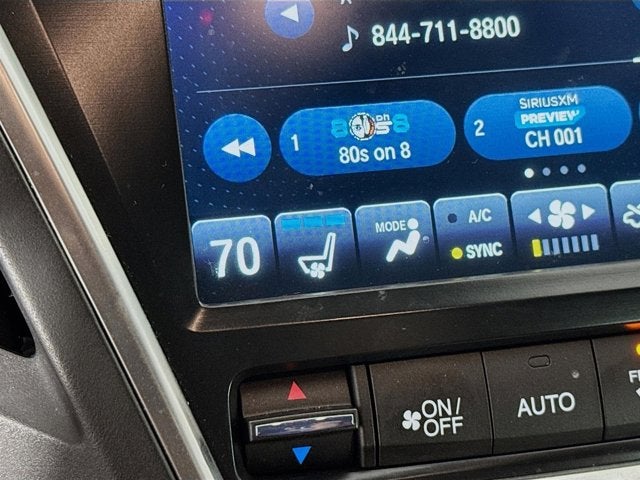 844-711-8800
1
80s on 8
2
SIRIUSXM
PREVIEW
CH 001
70
MODE
A/C
SYNC
ON/
OFF
AUTO